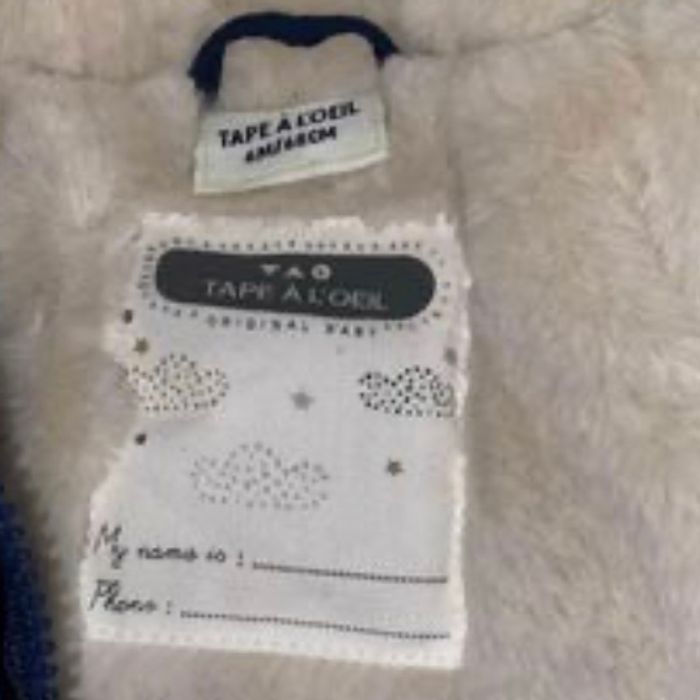 TAPE À L'OEIL
6M/68CM
TAO
TAPE À L'OEIL
ORIGINAL BABY
My name is :
Phone :